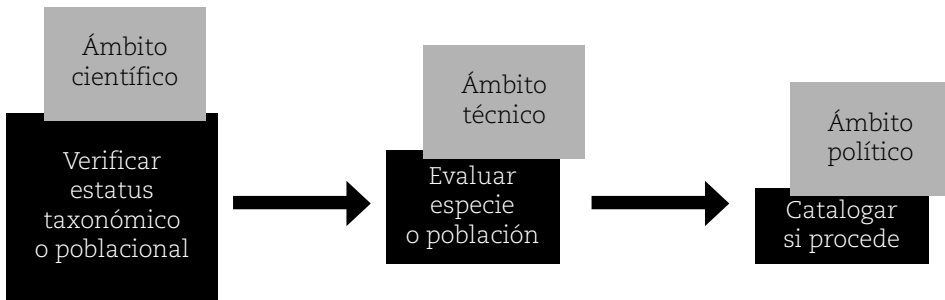 Ámbito
científico
Verificar
estatus
taxonómico
o poblacional
Ámbito
técnico
Evaluar
especie
o población
Ámbito
político
Catalogar
si procede